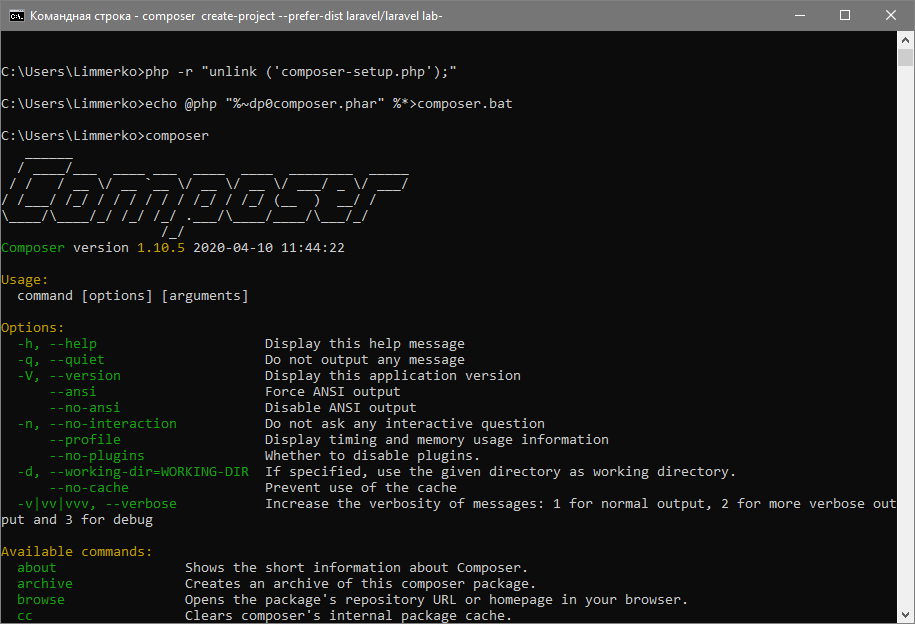 Командная строка - composer  create-project --prefer-dist laravel/laravel lab-
C:\Users\Limmerko>php -r "unlink ('composer-setup.php');"
C:\Users\Limmerko>echo @php "%~dp0composer.phar" %*>composer.bat
C:\Users\Limmerko>composer
   ______
  / ____/___  ____ ___  ____  ____  ________  _____
 / /   / __ \/ __ `__ \/ __ \/ __ \/ ___/ _ \/ ___/
/ /___/ /_/ / / / / / / /_/ / /_/ (__  )  __/ /
\____/\____/_/ /_/ /_/ .___/\____/____/\___/_/
                    /_/
Composer version 1.10.5 2020-04-10 11:44:22
Usage:
  command [options] [arguments]
Options:
  -h, --help                     Display this help message
  -q, --quiet                    Do not output any message
  -V, --version                  Display this application version
      --ansi                     Force ANSI output
      --no-ansi                  Disable ANSI output
  -n, --no-interaction           Do not ask any interactive question
      --profile                  Display timing and memory usage information
      --no-plugins               Whether to disable plugins.
  -d, --working-dir=WORKING-DIR  If specified, use the given directory as working directory.
      --no-cache                 Prevent use of the cache
  -v|vv|vvv, --verbose           Increase the verbosity of messages: 1 for normal output, 2 for more verbose out
put and 3 for debug
Available commands:
  about                Shows the short information about Composer.
  archive              Creates an archive of this composer package.
  browse               Opens the package's repository URL or homepage in your browser.
  cc                   Clears composer's internal package cache.